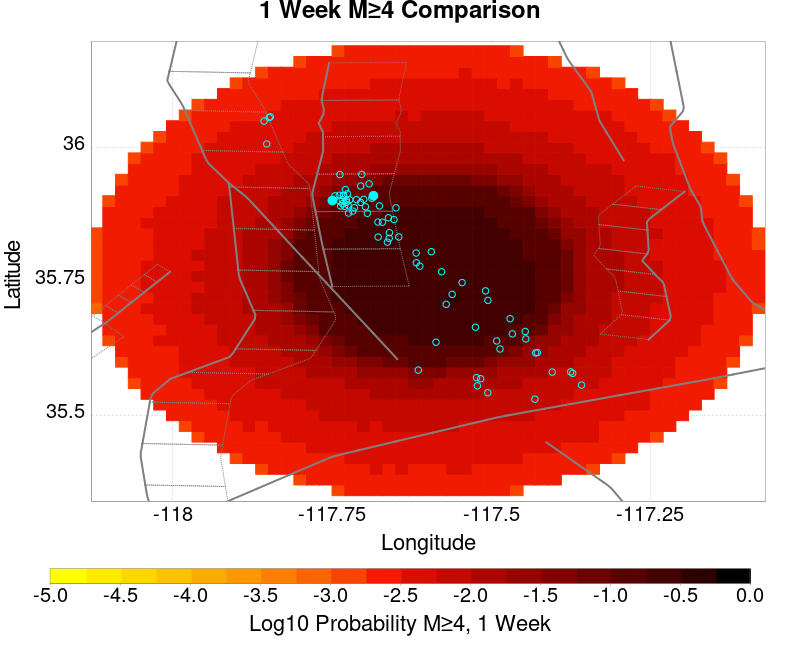 1 Week M≥4 Comparison
36
35.75
35.5
Latitude
-118 -117.75 -117.5 -117.25
Longitude
-5.0 -4.5 -4.0 -3.5 -3.0 -2.5 -2.0 -1.5 -1.0 -0.5 0.0
Log10 Probability M≥4, 1 Week